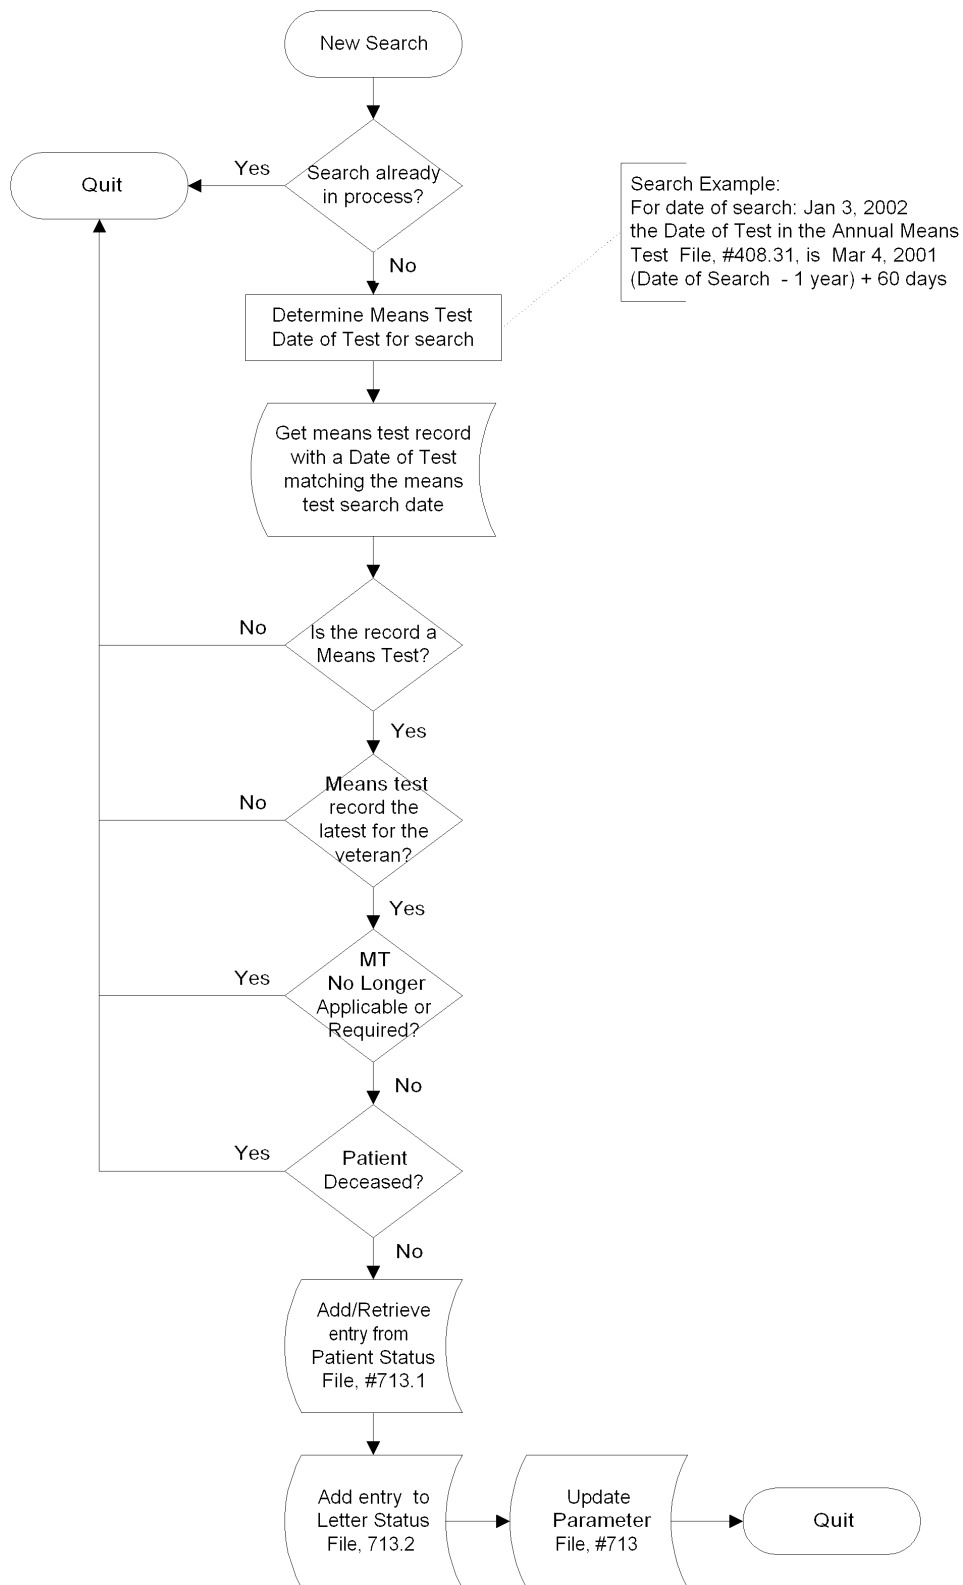 New Search
Yes
Quit
Search already
in process?
Search Example:
For date of search: Jan 3, 2002
the Date of Test in the Annual Means
Test  File, #408.31, is  Mar 4, 2001
(Date of Search  - 1 year) + 60 days
No
Determine Means Test
Date of Test for search
Get means test record
with a Date of Test
matching the means
test search date
No
Is the record a
Means Test?
Yes
No
Means test
record the
latest for the
veteran?
Yes
Yes
MT
No Longer
Applicable or
Required?
No
Yes
Patient
Deceased?
No
Add/Retrieve
entry from
Patient Status
File, #713.1
Add entry  to
Letter Status
File, 713.2
Update
Parameter
File, #713
Quit